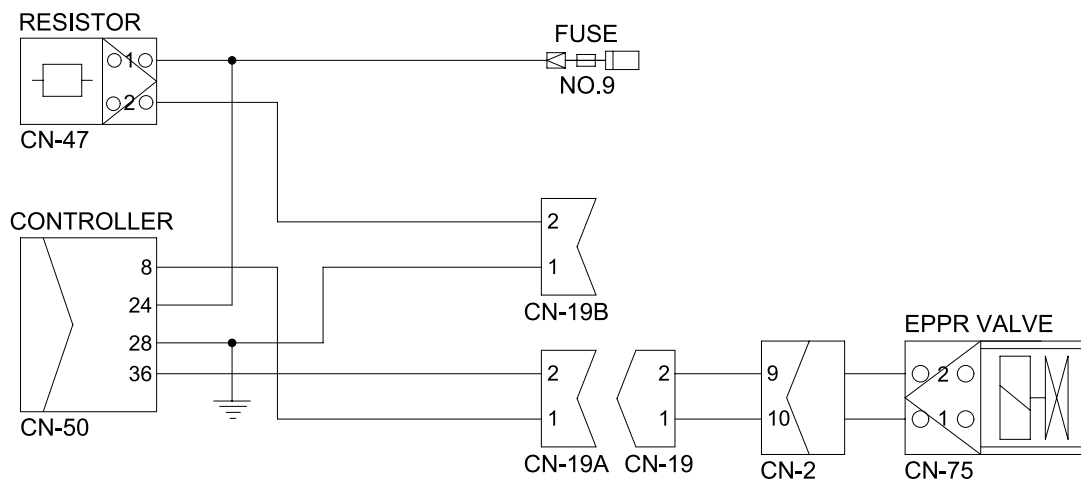 RESISTOR
1
2
CN-47
FUSE
NO.9
CONTROLLER
8
24
28
36
CN-50
2
1
CN-19B
2
1
CN-19A
2
1
CN-19
9
10
CN-2
EPPR VALVE
2
1
CN-75